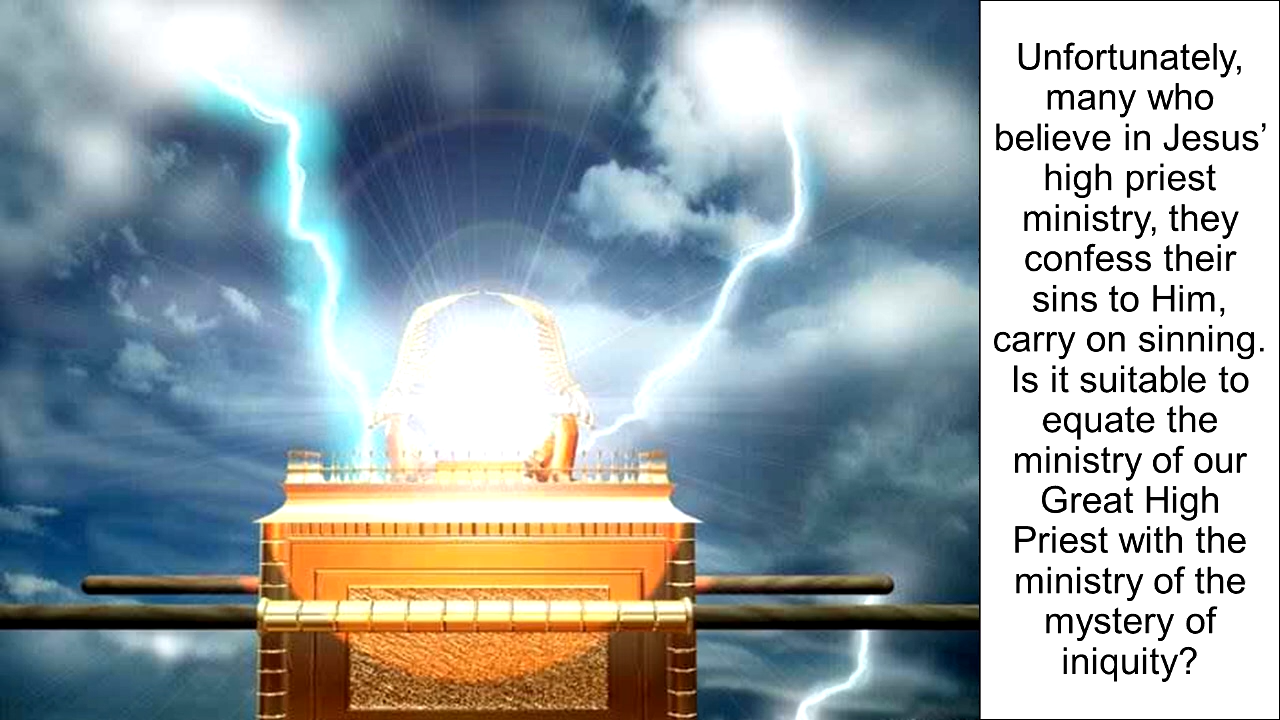 Unfortunately,
many who
believe in Jesus’
high priest
ministry, they
confess their
sins to Him,
carry on sinning.
Is it suitable to
equate the
ministry of our
Great High
Priest with the
ministry of the
mystery of
iniquity?